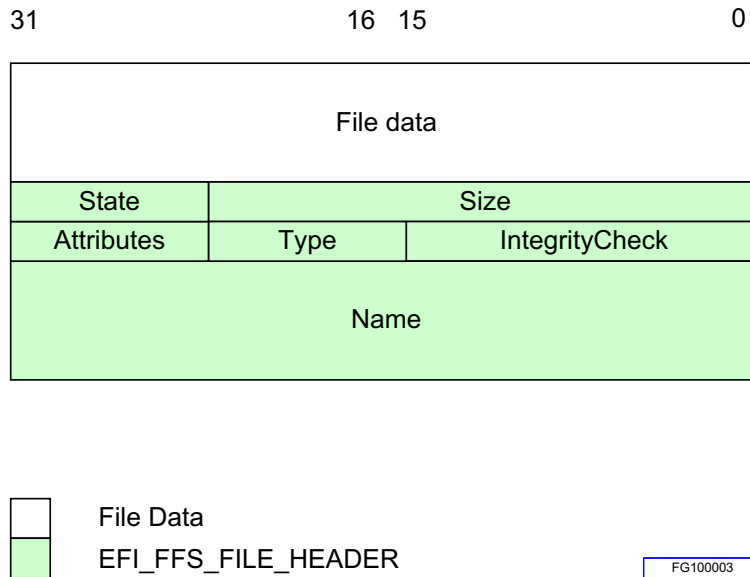 31 16 15 0
File data
State Size
Attributes Type IntegrityCheck
Name
File Data
EFI_FFS_FILE_HEADER
FG100003